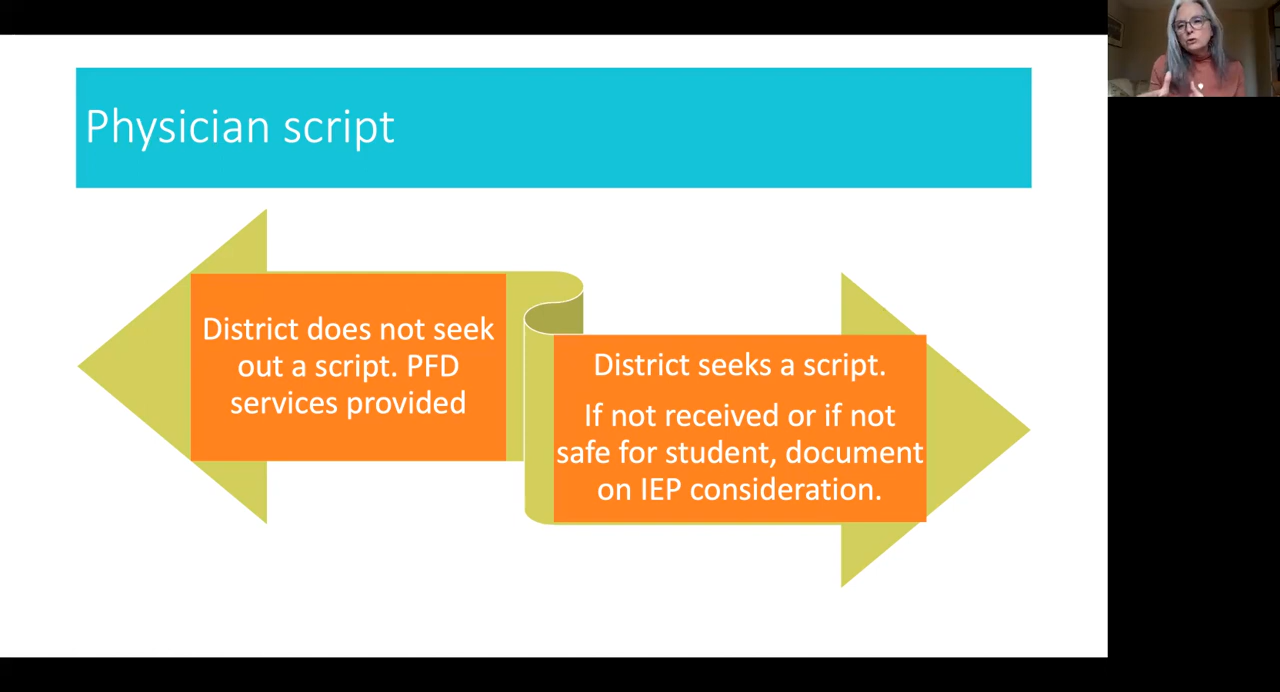 Physician script
District does not seek
out a script. PFD
services provided
District seeks a script.
If not received or if not
safe for student, document
on IEP consideration.